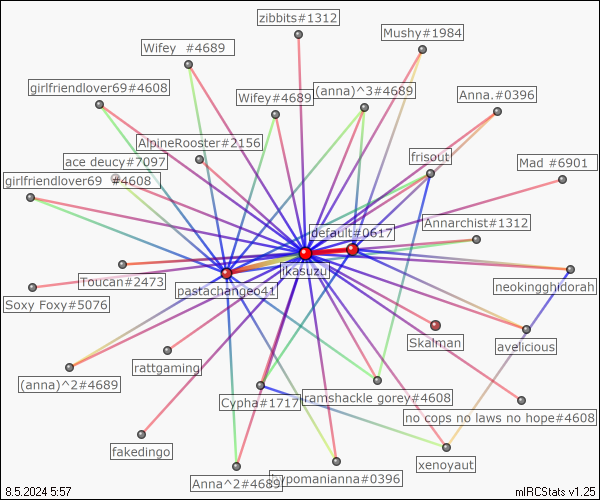 zibbits#1312
Mushy#1984
Wifey  #4689
girlfriendlover69#4608
Wifey#4689
(anna)^3#4689
Anna.#0396
AlpineRooster#2156
frisout
ace deucy#7097
Mad #6901
girlfriendlover69  #4608
Annarchist#1312
default#0617
ikasuzu!
Toucan#2473
pastachangeo41
neokingghidorah
Soxy Foxy#5076
Skalman
avelicious
rattgaming
(anna)^2#4689
Cypha#1717
ramshackle gorey#4608
no cops no laws no hope#4608
fakedingo
xenoyaut
Anna^2#4689
hypomanianna#0396
8.5.2024 5:57
mIRCStats v1.25